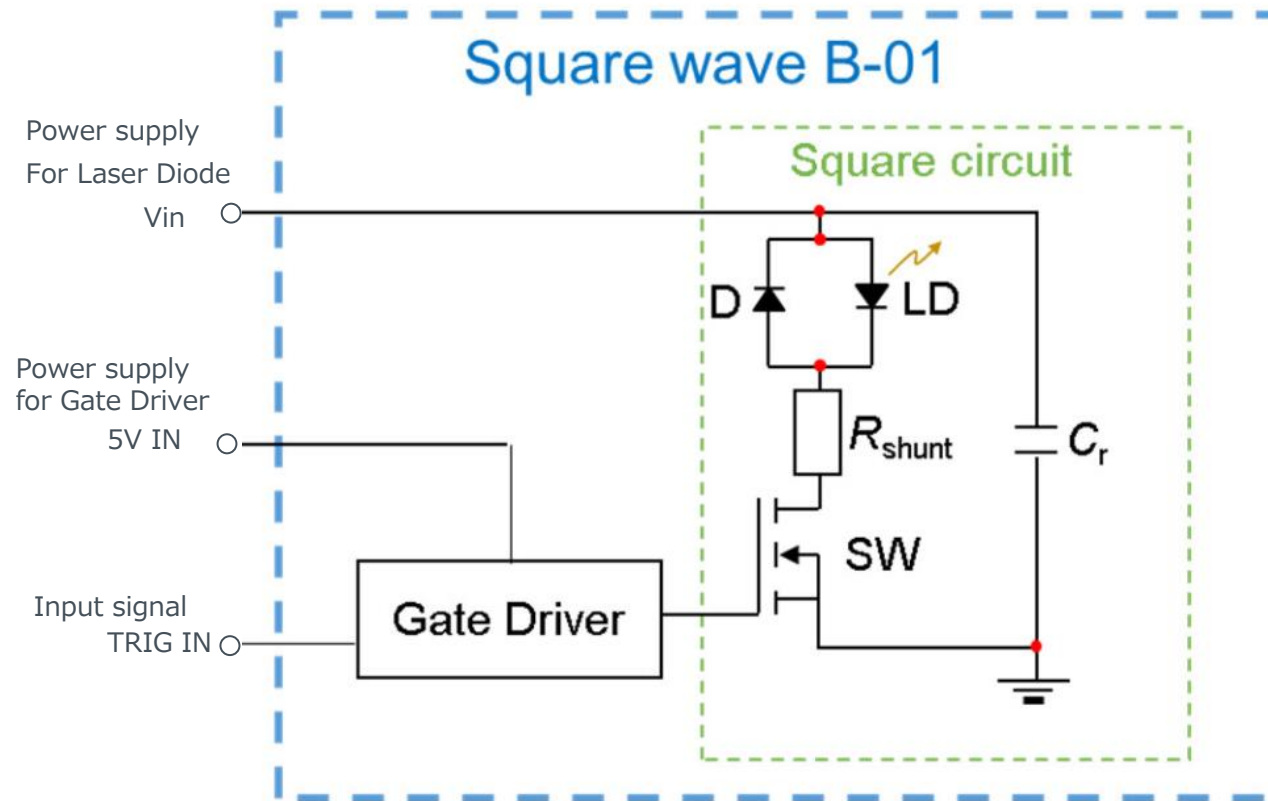 Square wave B-01
Power supply
For Laser Diode
Vin
Square circuit
D
LD
Power supply
for Gate Driver
5V IN
Rshunt
Cr
SW
Input signal
TRIG IN
Gate Driver